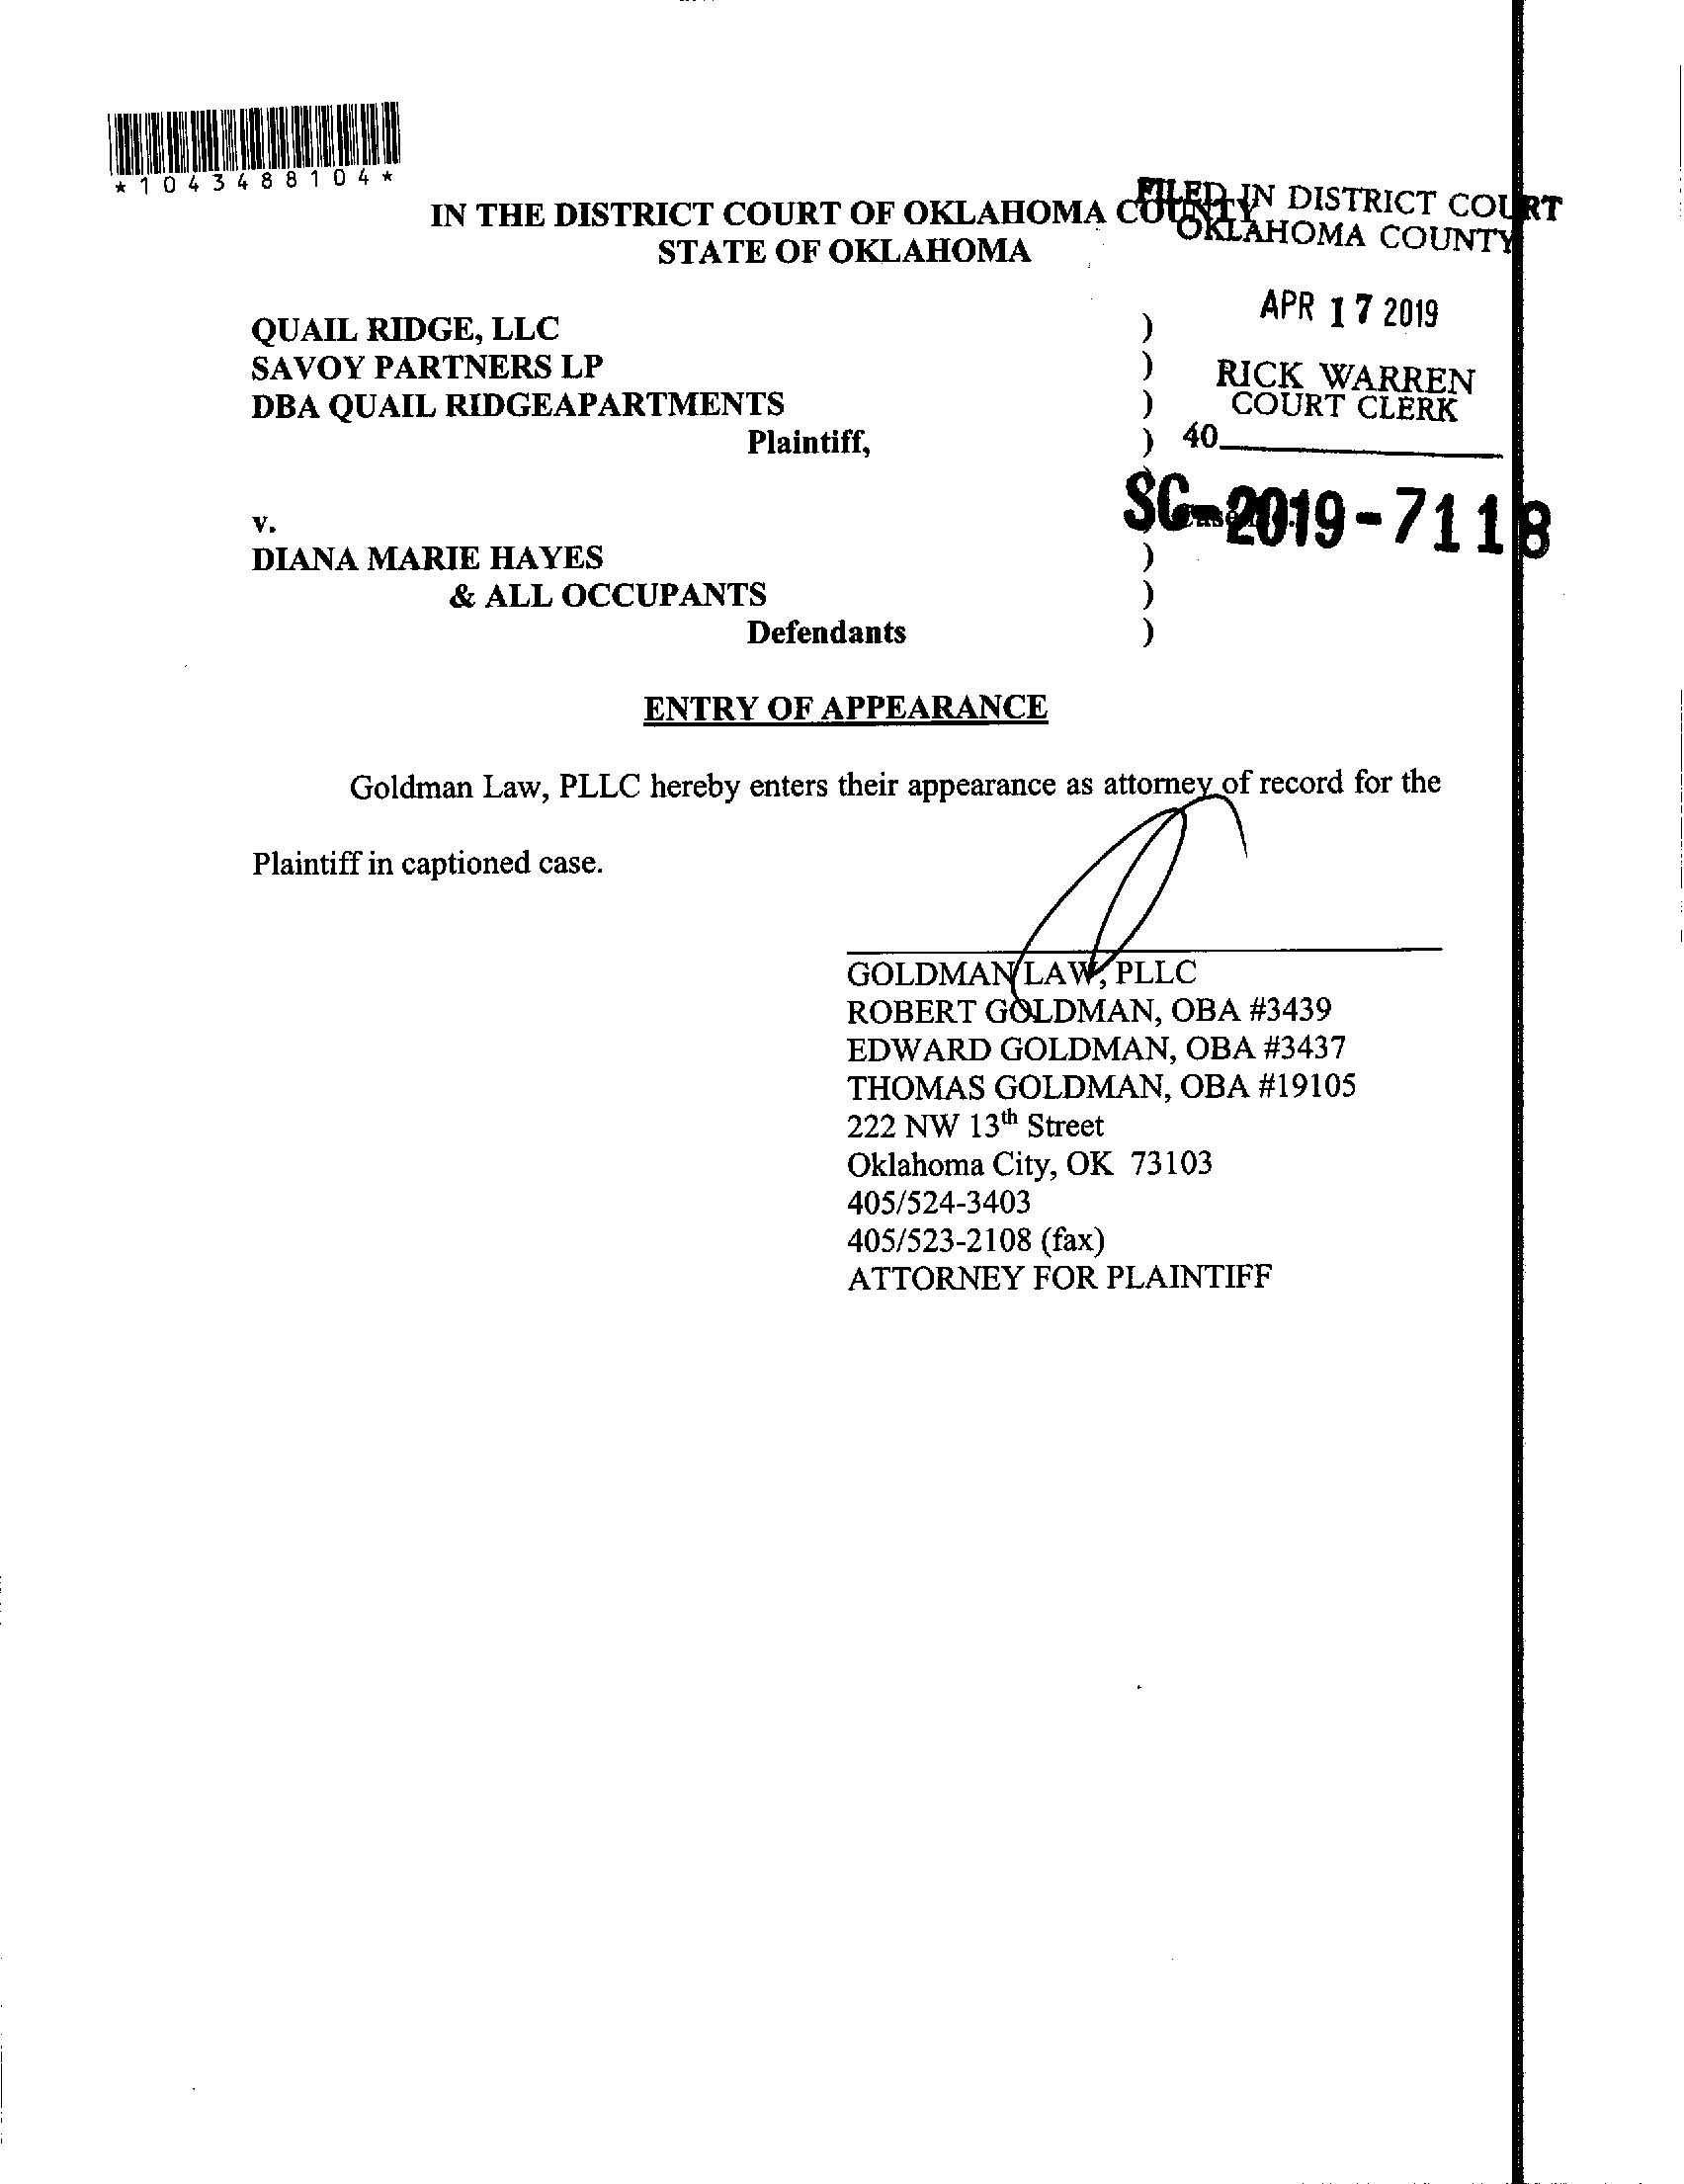 *1043488104*
IN THE DISTRICT COURT OF OKLAHOMA COUNTY
STATE OF OKLAHOMA
FILED IN DISTRICT COURT
OKLAHOMA COUNTY
APR 17 2019
RICK WARREN
COURT CLERK
40
SC-2019-7118
QUAIL RIDGE, LLC )
SAVOY PARTNERS LP )
DBA QUAIL RIDGEAPARTMENTS )
Plaintiff, )
v.
DIANA MARIE HAYES )
& ALL OCCUPANTS )
Defendants )
ENTRY OF APPEARANCE
Goldman Law, PLLC hereby enters their appearance as attorney of record for the
Plaintiff in captioned case.
GOLDMAN LAW, PLLC
ROBERT GOLDMAN, OBA #3439
EDWARD GOLDMAN, OBA #3437
THOMAS GOLDMAN, OBA #19105
222 NW 13th Street
Oklahoma City, OK 73103
405/524-3403
405/523-2108 (fax)
ATTORNEY FOR PLAINTIFF